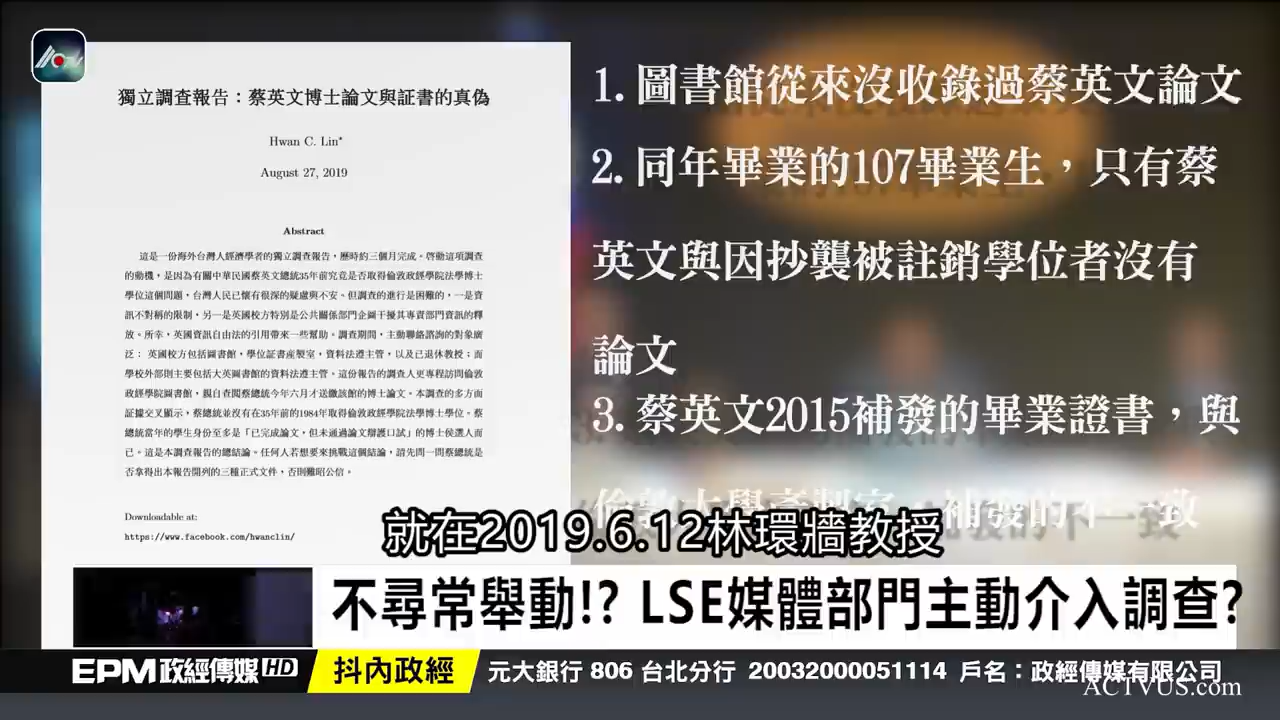 獨立調查報告：蔡英文博士論文與証書的真偽
Hwan C. Lin*
August 27, 2019
Abstract
這是一份海外台灣人經濟學者的獨立調查報告，歷時約三個月完成。啓動這項調查
的動機，是因為有關中華民國蔡英文總統35年前究竟是否取得倫敦政經學院法學博士
學位這個問題，台灣人民已懷有很深的疑慮與不安。但調查的進行是困難的，一是資
訊不對稱的限制，另一是英國校方特別是公共關係部門企圖干擾其專責部門資訊的釋
放。所幸，英國資訊自由法的引用帶來一些幫助。調查期間，主動聯絡諮詢的對象廣
泛： 英國校方包括圖書館，學位証書産製室，資料法遵主管，以及已退休教授；而
學校外部則主要包括大英圖書館的資料法遵主管。這份報告的調查人更專程訪問倫敦
政經學院圖書館，親自查閲蔡總統今年六月才送繳該館的博士論文。本調查的多方面
証據交叉顯示，蔡總統並沒有在35年前的1984年取得倫敦政經學院法學博士學位。蔡
總統當年的學生身份至多是「已完成論文，但未通過論文辯護口試」的博士侯選人而
已。這是本調查報告的總結論。任何人若想要來挑戰這個結論，請先問一問蔡總統是
否拿得出本報告開列的三種正式文件，否則難昭公信。
Downloadable at:
https://www.facebook.com/hwanclin/
1. 圖書館從來沒收錄過蔡英文論文
2. 同年畢業的107畢業生，只有蔡
英文與因抄襲被註銷學位者沒有
論文
3. 蔡英文2015補發的畢業證書，與
倫敦大學產製室，補發的不一致
就在2019.6.12林環牆教授
不尋常舉動!? LSE媒體部門主動介入調查?
EPM政經傳媒HD
抖內政經
元大銀行 806 台北分行 20032000051114 戶名：政經傳媒有限公司
ACTVUS.com